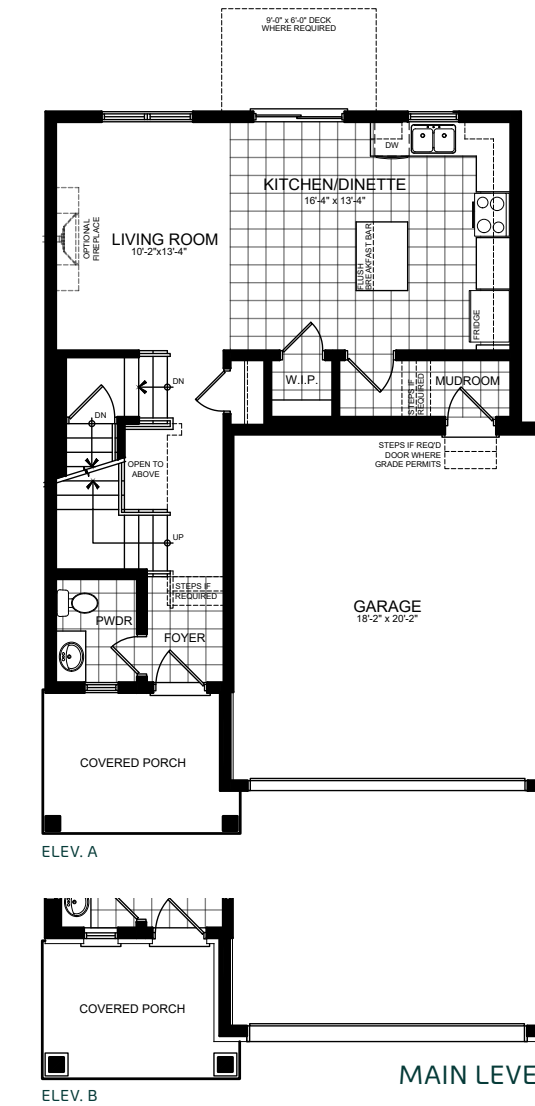 9'-0" x 6'-0" DECK
WHERE REQUIRED
DW
KITCHEN/DINETTE
16'-4" x 13'-4"
LIVING ROOM
10'-2"x13'-4"
OPTIONAL
FIREPLACE
FLUSH
BREAKFAST BAR
FRIDGE
W.I.P.
STEPS IF
REQUIRED
MUDROOM
DN
DN
OPEN TO
ABOVE
STEPS IF REQ'D
DOOR WHERE
GRADE PERMITS
UP
STEPS IF
REQUIRED
PWDR
FOYER
GARAGE
18'-2" x 20'-2"
COVERED PORCH
ELEV. A
COVERED PORCH
MAIN LEVE
ELEV. B